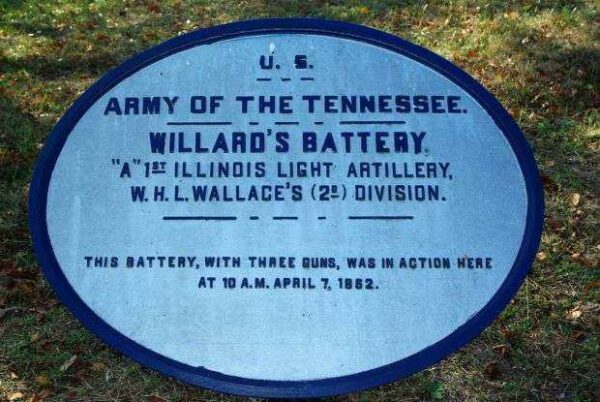 U. S.
ARMY OF THE TENNESSEE.
WILLARD'S BATTERY,
"A" 1ST ILLINOIS LIGHT ARTILLERY,
W. H. L. WALLACE'S (2D) DIVISION.
THIS BATTERY, WITH THREE GUNS, WAS IN ACTION HERE
AT 10 A.M. APRIL 7, 1862.